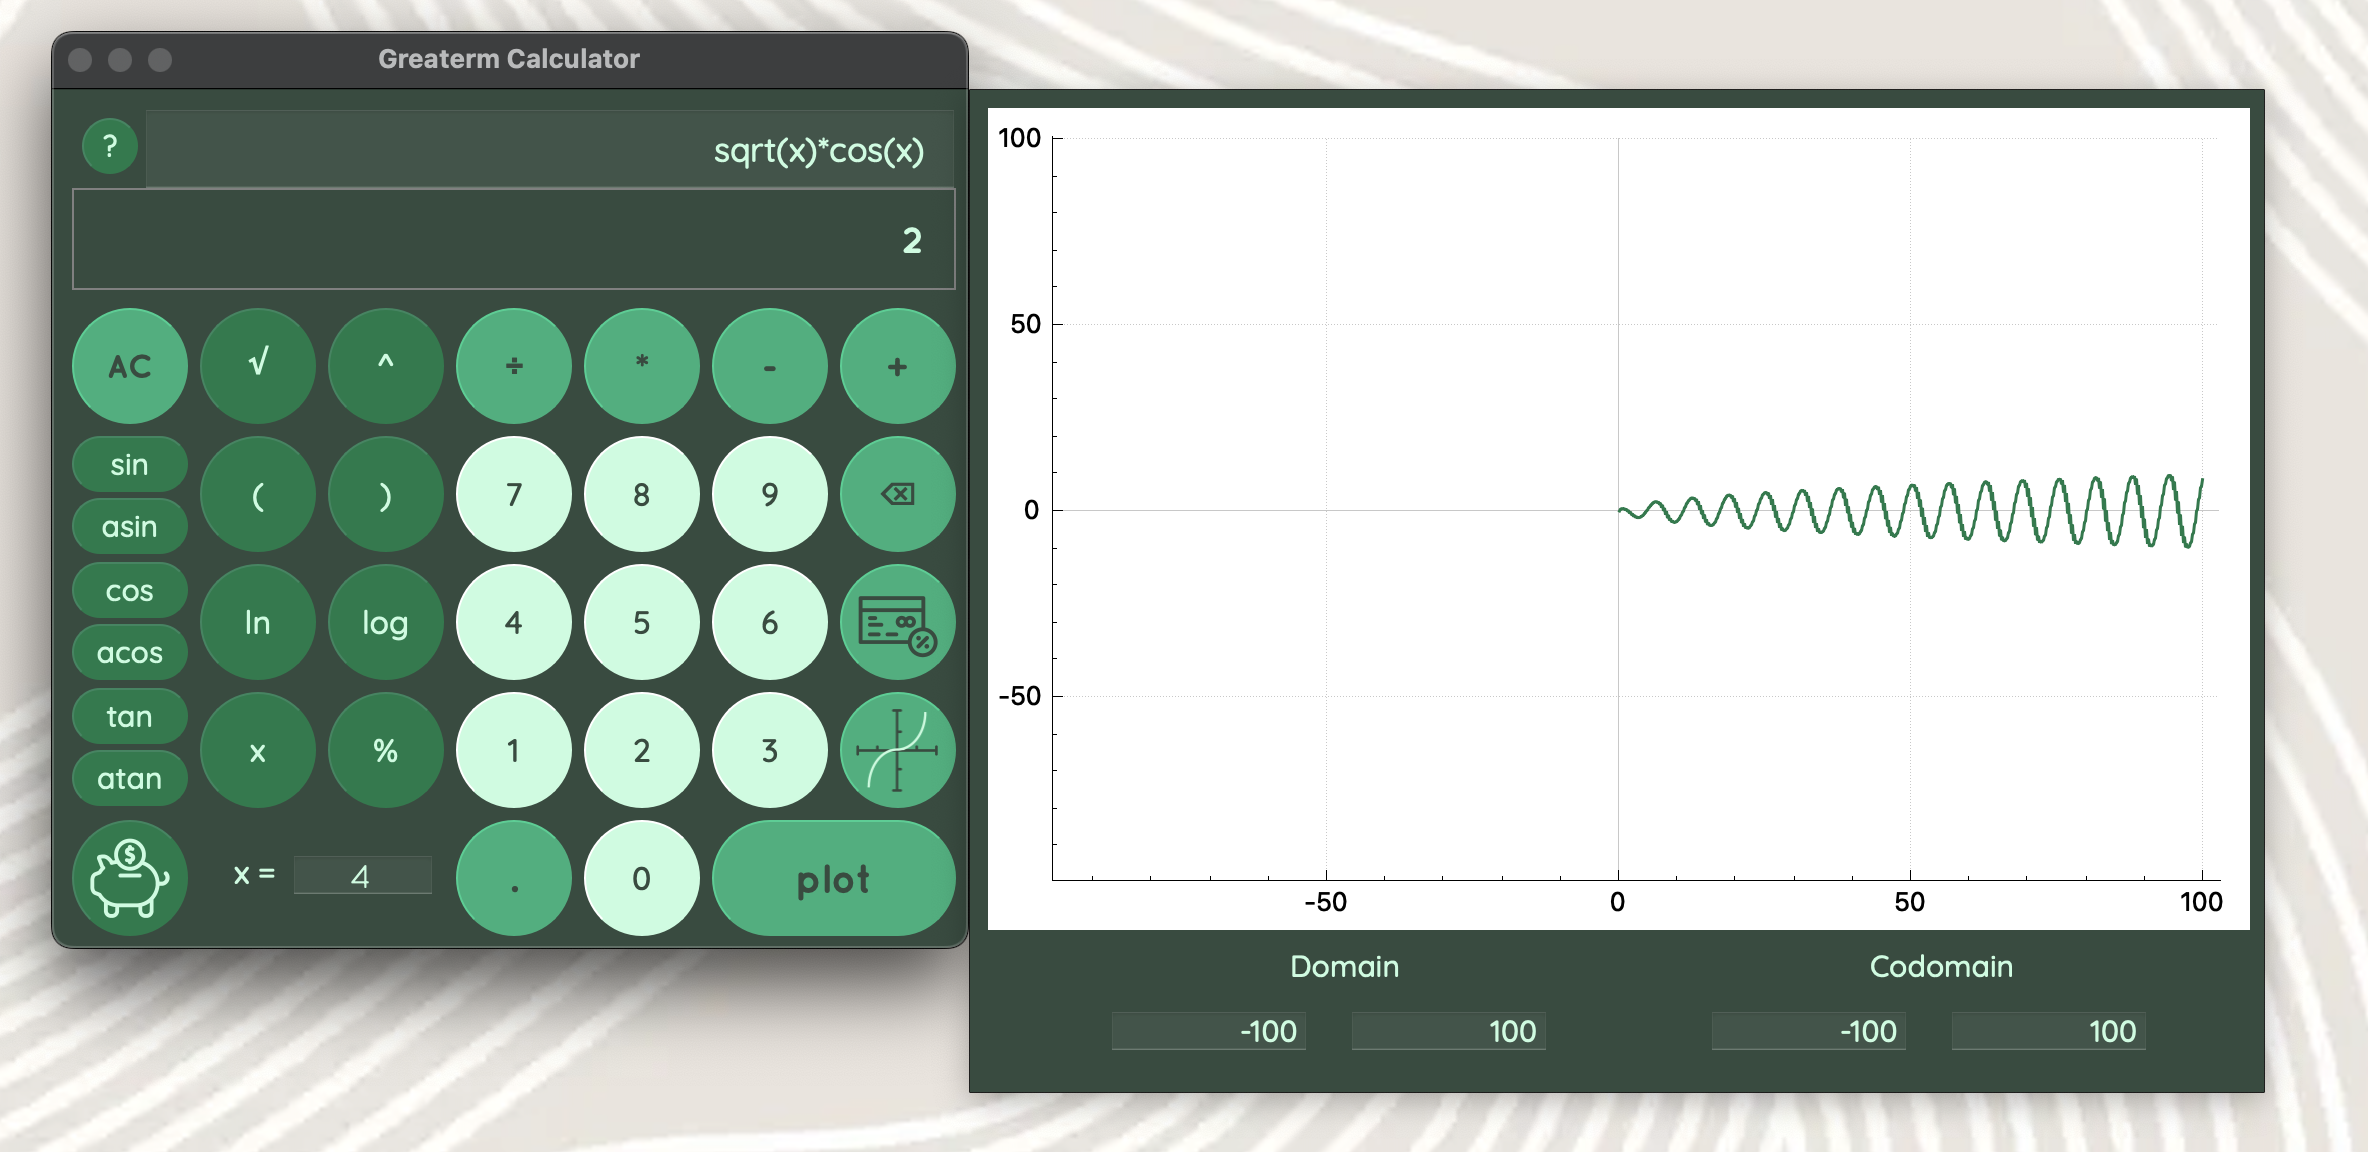 Greaterm Calculator
?
sqrt(x)*cos(x)
2
AC √ ^ ÷ * - +
sin ( ) 7 8 9
asin
cos ln log 4 5 6
acos
tan x % 1 2 3
atan
x = 4 . 0 plot
100
50
0
-50
-50 0 50 100
Domain Codomain
-100 100 -100 100